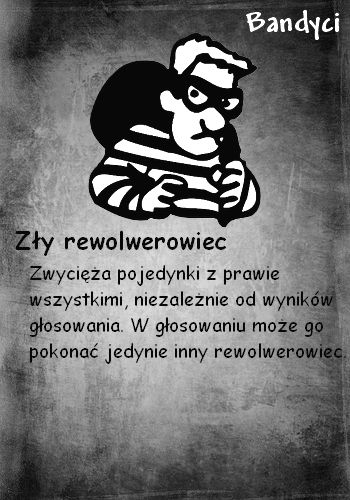 Bandyci
Zły rewolwerowiec
Zwycięża pojedynki z prawie
wszystkimi, niezależnie od wyników
głosowania. W głosowaniu może go
pokonać jedynie inny rewolwerowiec.